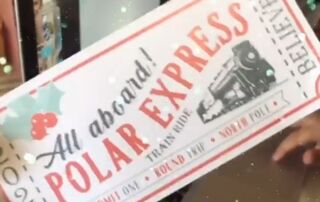 All aboard!
POLAR EXPRESS
TRAIN RIDE
ADMIT ONE • ROUND TRIP • NORTH POLE •
BELIEVE